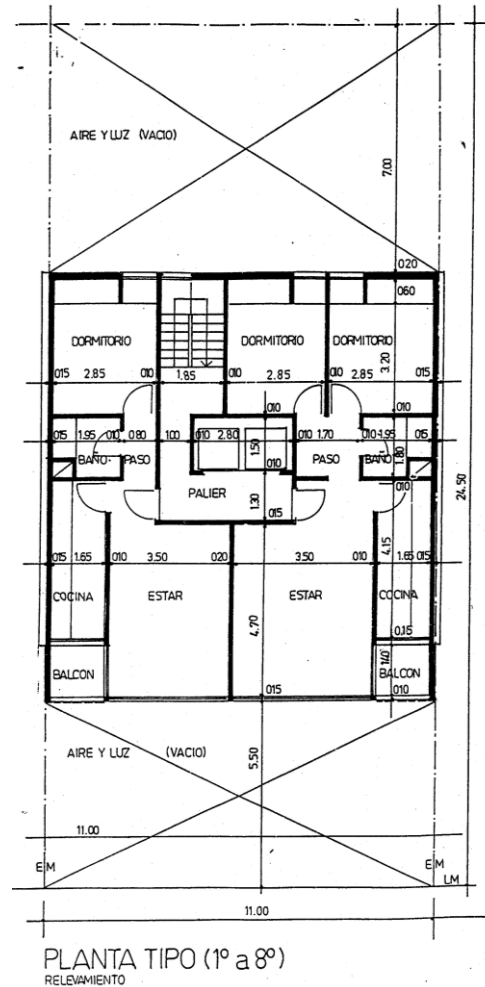 AIRE Y LUZ (VACIO)
7.00
020
060
DORMITORIO
DORMITORIO
DORMITORIO
3.20
015 2.85 010 1.85 010 2.85 010 2.85 015
010
015 1.95 010 0.80 1.00 010 2.80 010 1.70 010 1.95 015
1.50
1.80
BAÑO
PASO
PASO
BAÑO
010
010
PALIER
1.30
015
24.50
4.15
015 1.65 010 3.50 020 3.50 010 1.65 015
COCINA
ESTAR
ESTAR
COCINA
4.70
0.15
1.40
BALCON
BALCON
015
010
AIRE Y LUZ (VACIO)
5.50
11.00
EM
EM
LM
11.00
PLANTA TIPO (1º a 8º)
RELEVAMIENTO